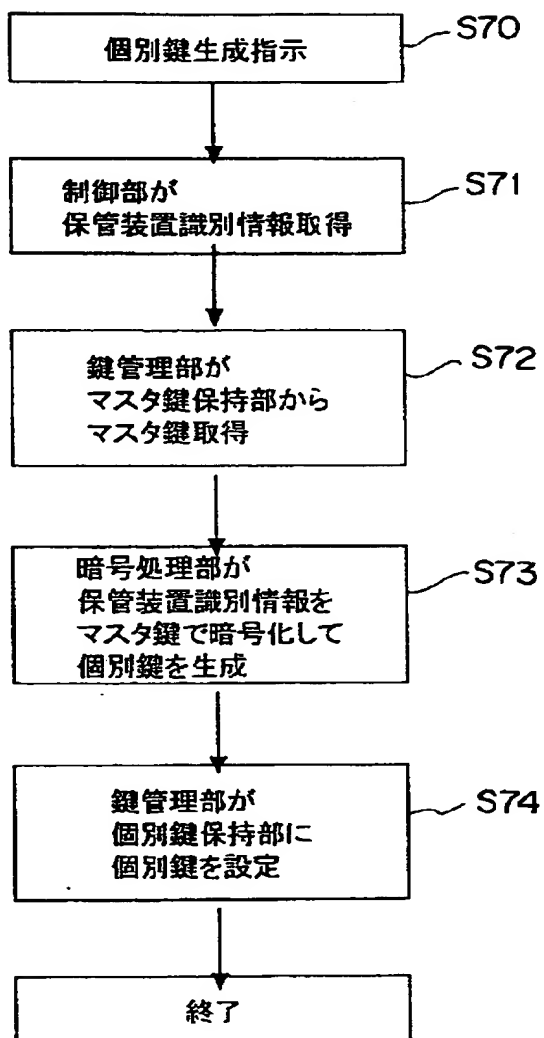 個別鍵生成指示
S70
制御部が
保管装置識別情報取得
S71
鍵管理部が
マスタ鍵保持部から
マスタ鍵取得
S72
暗号処理部が
保管装置識別情報を
マスタ鍵で暗号化して
個別鍵を生成
S73
鍵管理部が
個別鍵保持部に
個別鍵を設定
S74
終了